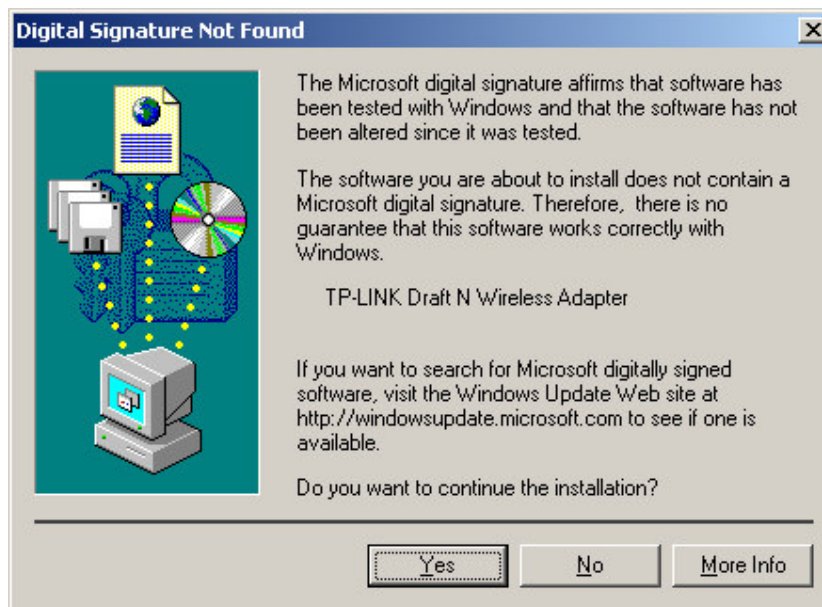 Digital Signature Not Found
The Microsoft digital signature affirms that software has
been tested with Windows and that the software has not
been altered since it was tested.
The software you are about to install does not contain a
Microsoft digital signature. Therefore,  there is no
guarantee that this software works correctly with
Windows.
TP-LINK Draft N Wireless Adapter
If you want to search for Microsoft digitally signed
software, visit the Windows Update Web site at
http://windowsupdate.microsoft.com to see if one is
available.
Do you want to continue the installation?
Yes No More Info